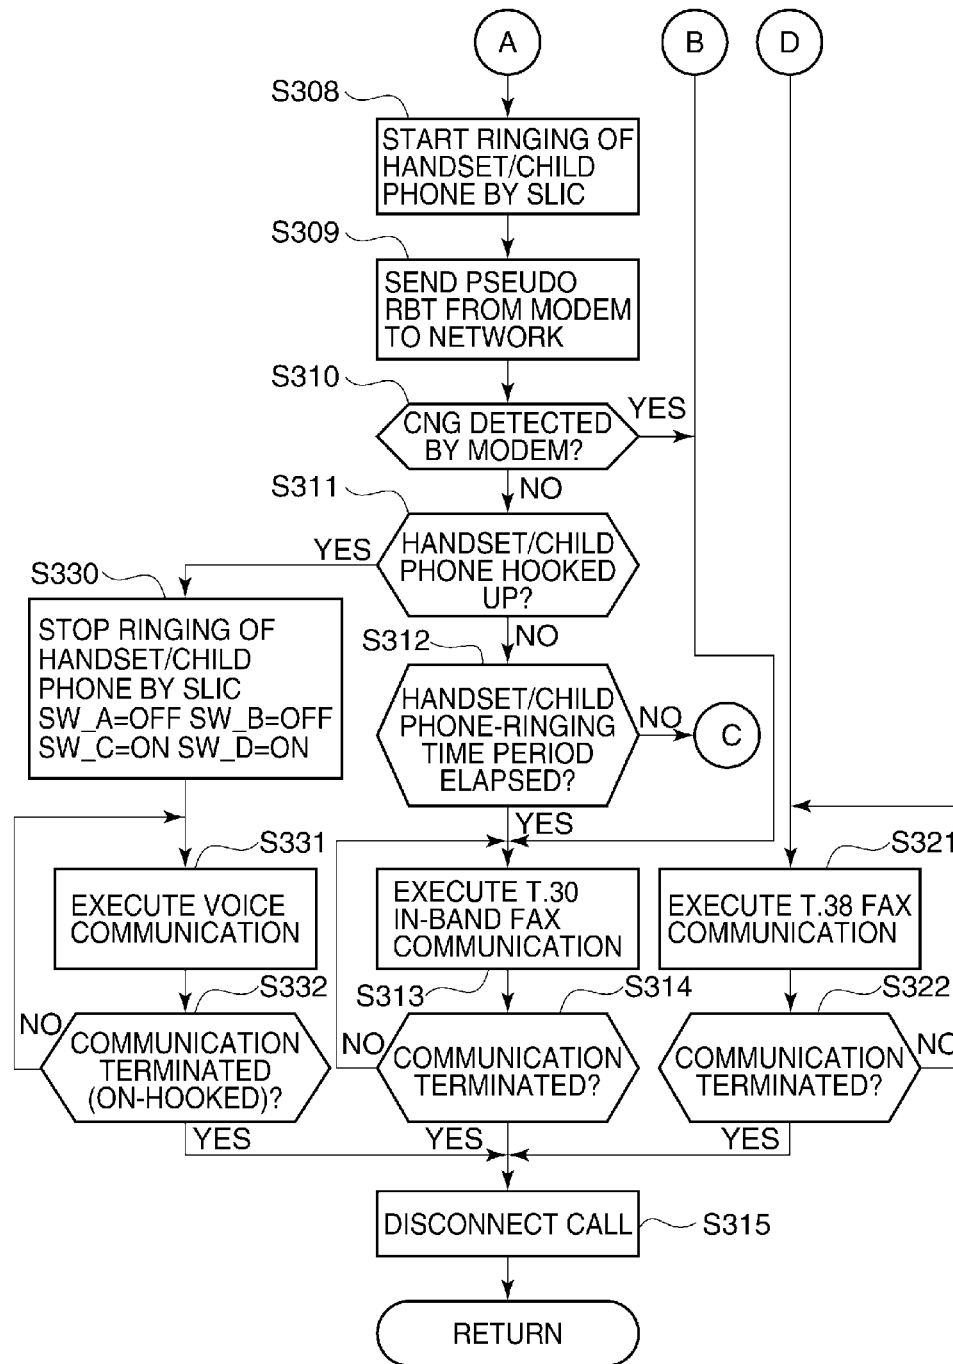 A
B
D
S308
START RINGING OF
HANDSET/CHILD
PHONE BY SLIC
S309
SEND PSEUDO
RBT FROM MODEM
TO NETWORK
S310
CNG DETECTED
BY MODEM?
YES
NO
S311
HANDSET/CHILD
PHONE HOOKED
UP?
YES
NO
S330
STOP RINGING OF
HANDSET/CHILD
PHONE BY SLIC
SW_A=OFF SW_B=OFF
SW_C=ON SW_D=ON
S312
HANDSET/CHILD
PHONE-RINGING
TIME PERIOD
ELAPSED?
NO
C
YES
S331
EXECUTE VOICE
COMMUNICATION
EXECUTE T.30
IN-BAND FAX
COMMUNICATION
S313
S321
EXECUTE T.38 FAX
COMMUNICATION
S332
NO
COMMUNICATION
TERMINATED
(ON-HOOKED)?
YES
S314
NO
COMMUNICATION
TERMINATED?
YES
S322
COMMUNICATION
TERMINATED?
NO
YES
DISCONNECT CALL
S315
RETURN